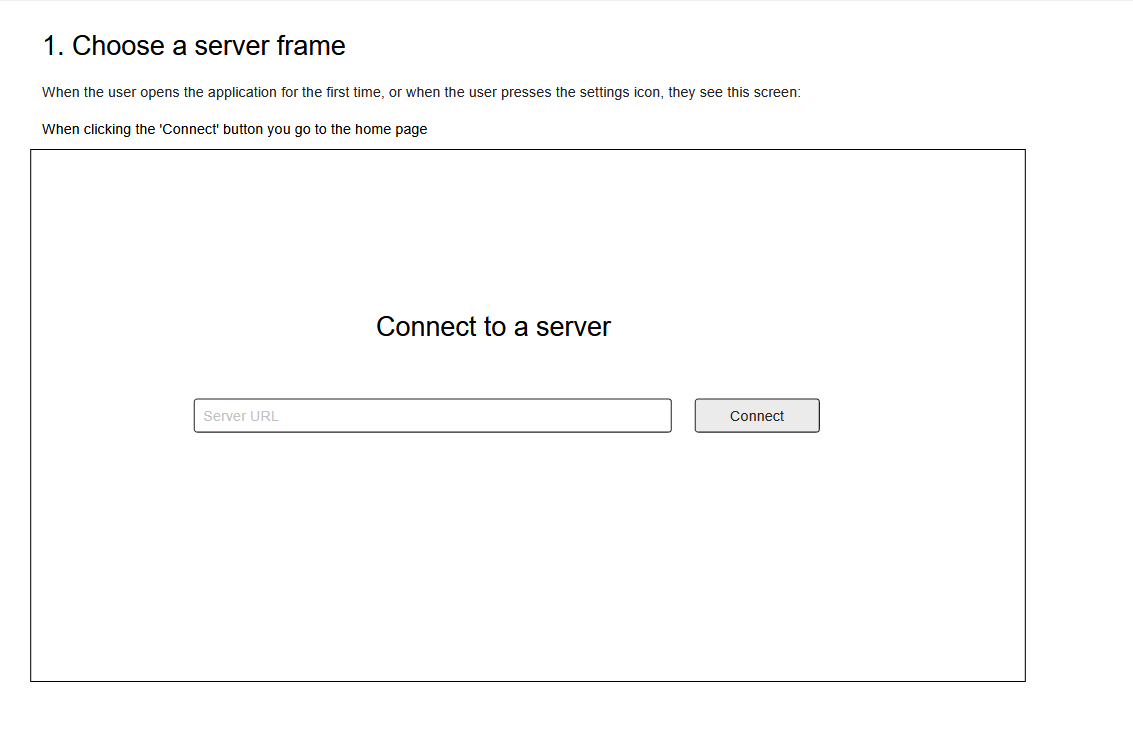 1. Choose a server frame
When the user opens the application for the first time, or when the user presses the settings icon, they see this screen:
When clicking the 'Connect' button you go to the home page
Connect to a server
Server URL
Connect